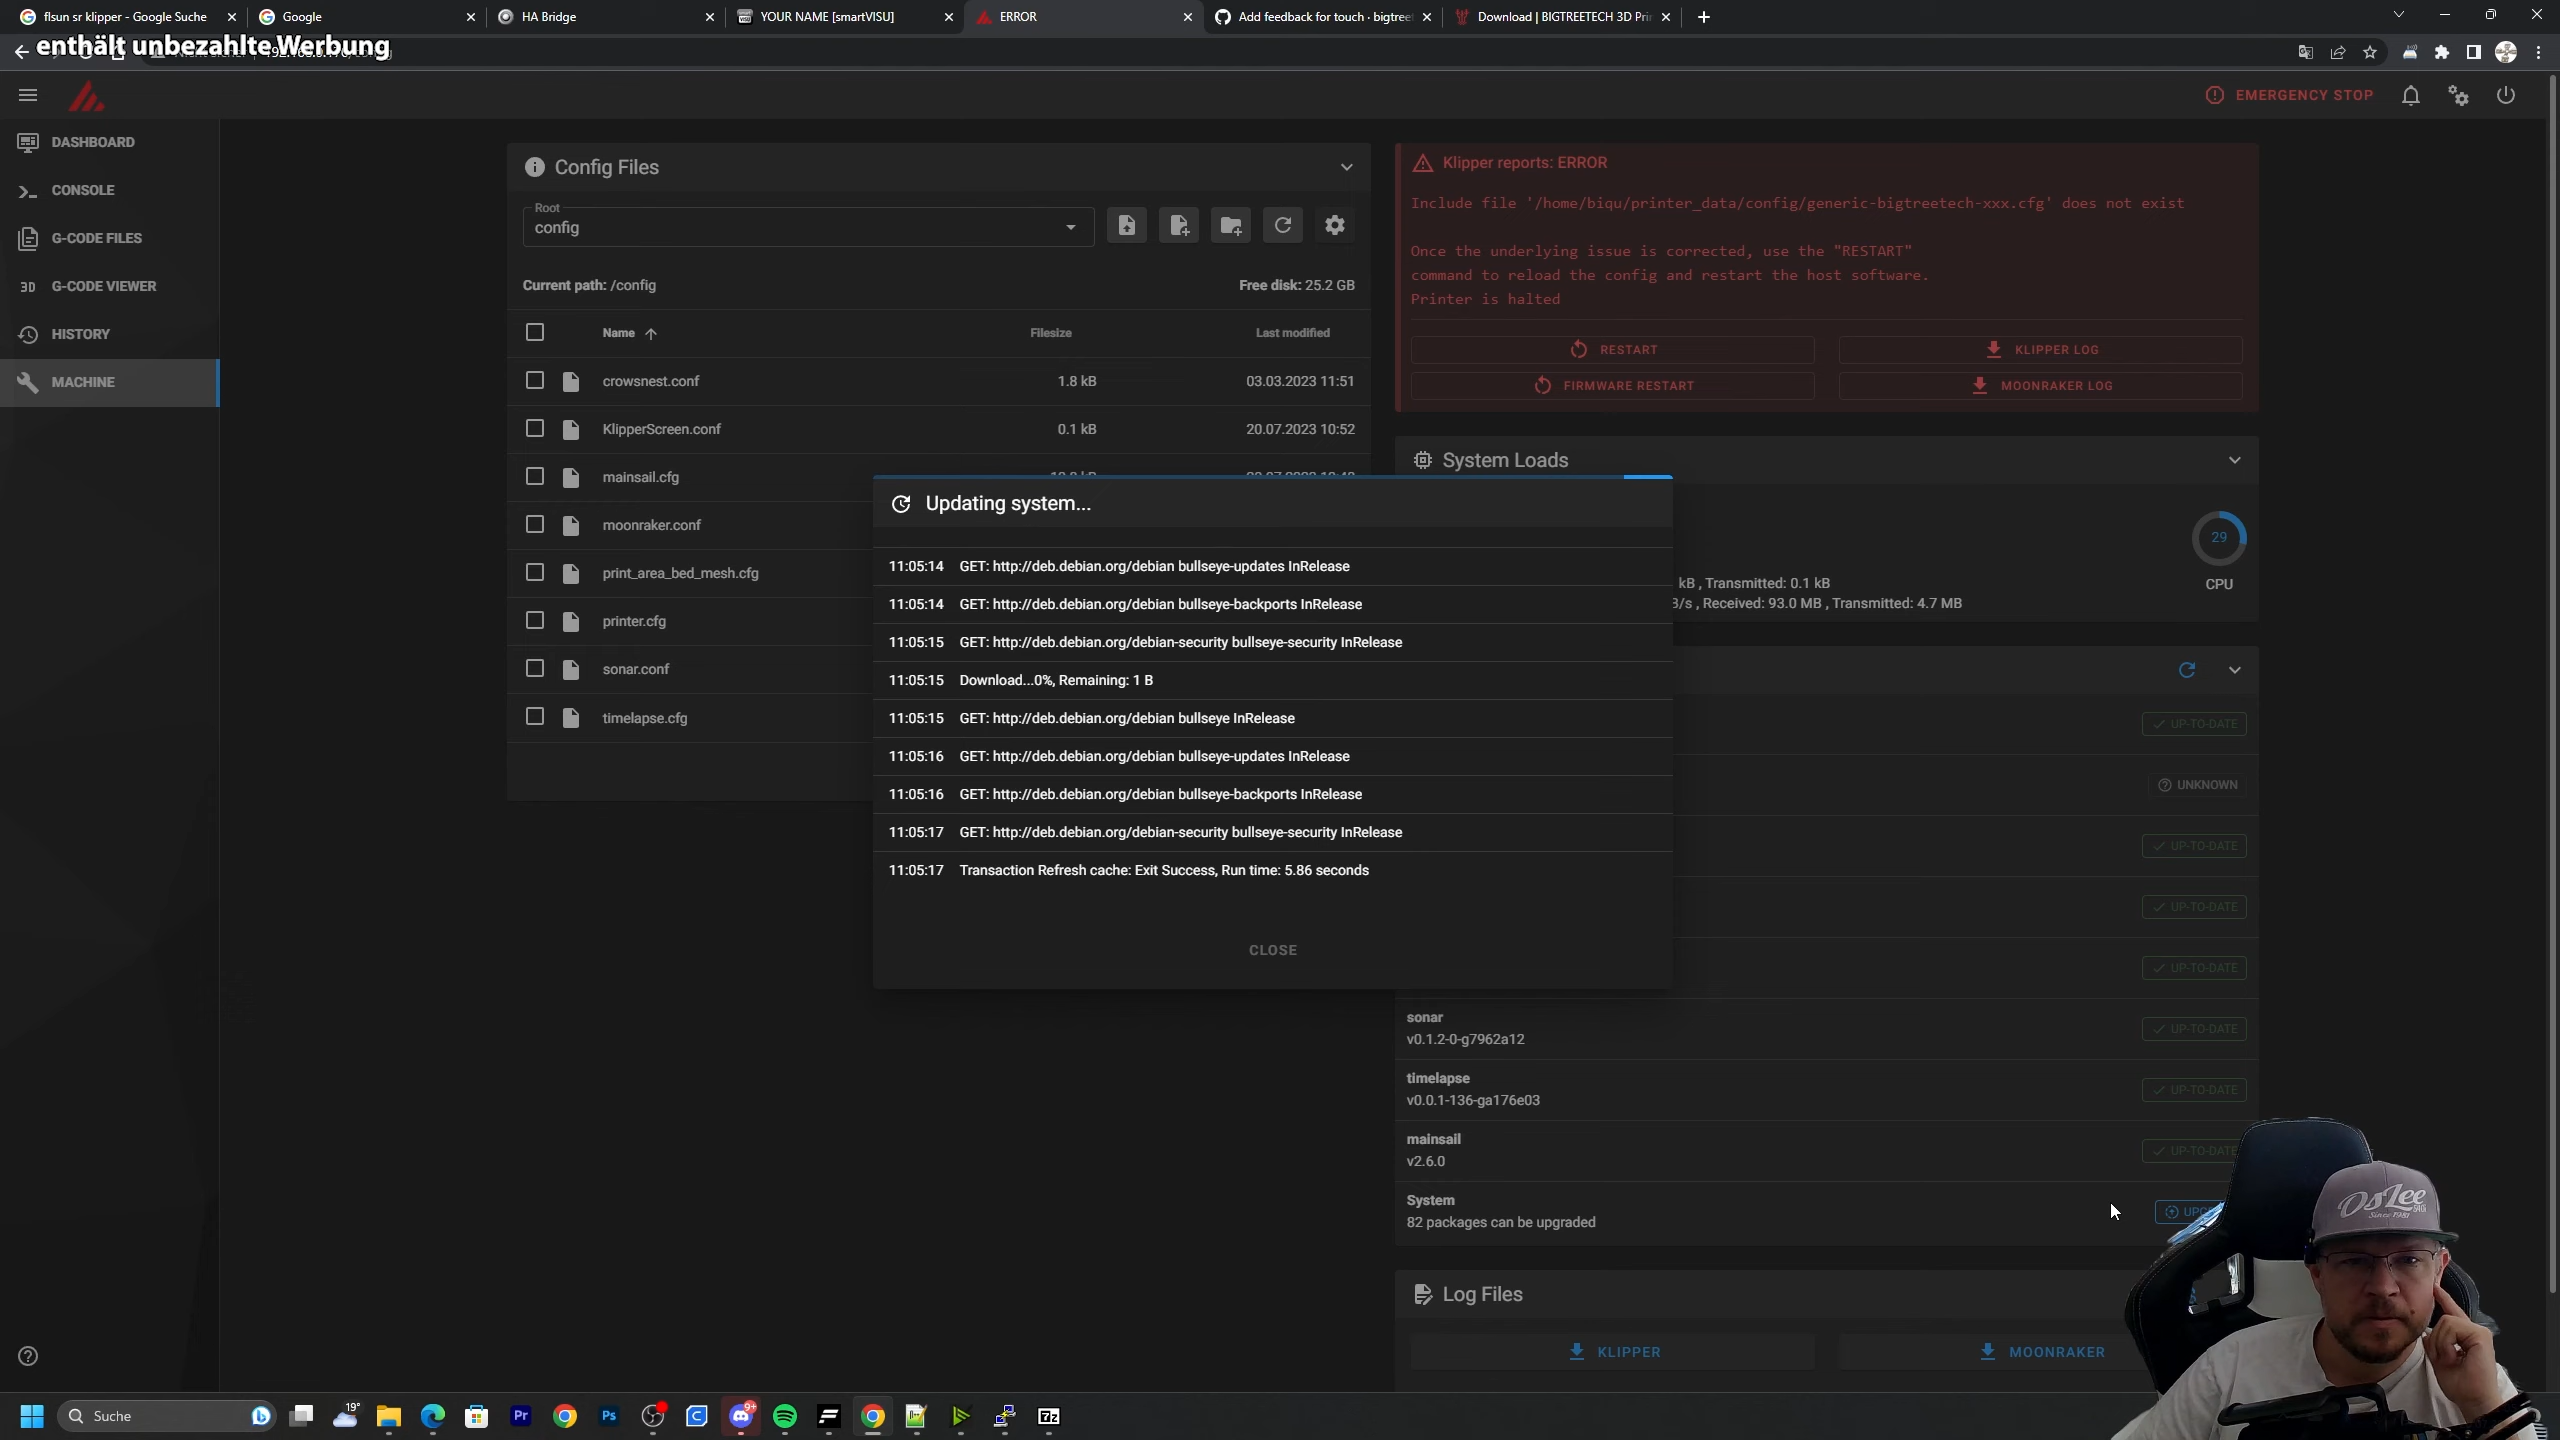 flsun sr klipper - Google Suche
Google
HA Bridge
YOUR NAME [smartVISU]
ERROR
Add feedback for touch · bigtree
Download | BIGTREETECH 3D Pri
enthält unbezahlte Werbung
EMERGENCY STOP
DASHBOARD
CONSOLE
G-CODE FILES
3D G-CODE VIEWER
HISTORY
MACHINE
Config Files
Root
config
Current path: /config
Free disk: 25.2 GB
Name
Filesize
Last modified
crowsnest.conf
1.8 kB
03.03.2023 11:51
KlipperScreen.conf
0.1 kB
20.07.2023 10:52
mainsail.cfg
moonraker.conf
print_area_bed_mesh.cfg
printer.cfg
sonar.conf
timelapse.cfg
Klipper reports: ERROR
Include file '/home/biqu/printer_data/config/generic-bigtreetech-xxx.cfg' does not exist
Once the underlying issue is corrected, use the "RESTART"
command to reload the config and restart the host software.
Printer is halted
RESTART
KLIPPER LOG
FIRMWARE RESTART
MOONRAKER LOG
System Loads
29
CPU
kB , Transmitted: 0.1 kB
/s , Received: 93.0 MB , Transmitted: 4.7 MB
Updating system...
11:05:14 GET: http://deb.debian.org/debian bullseye-updates InRelease
11:05:14 GET: http://deb.debian.org/debian bullseye-backports InRelease
11:05:15 GET: http://deb.debian.org/debian-security bullseye-security InRelease
11:05:15 Download...0%, Remaining: 1 B
11:05:15 GET: http://deb.debian.org/debian bullseye InRelease
11:05:16 GET: http://deb.debian.org/debian bullseye-updates InRelease
11:05:16 GET: http://deb.debian.org/debian bullseye-backports InRelease
11:05:17 GET: http://deb.debian.org/debian-security bullseye-security InRelease
11:05:17 Transaction Refresh cache: Exit Success, Run time: 5.86 seconds
CLOSE
UP-TO-DATE
UNKNOWN
UP-TO-DATE
UP-TO-DATE
UP-TO-DATE
sonar
v0.1.2-0-g7962a12
UP-TO-DATE
timelapse
v0.0.1-136-ga176e03
UP-TO-DATE
mainsail
v2.6.0
UP-TO-DATE
System
82 packages can be upgraded
Log Files
KLIPPER
MOONRAKER
OsLee
Since 1981
Suche
19°
Pr
Ps
9+
7z